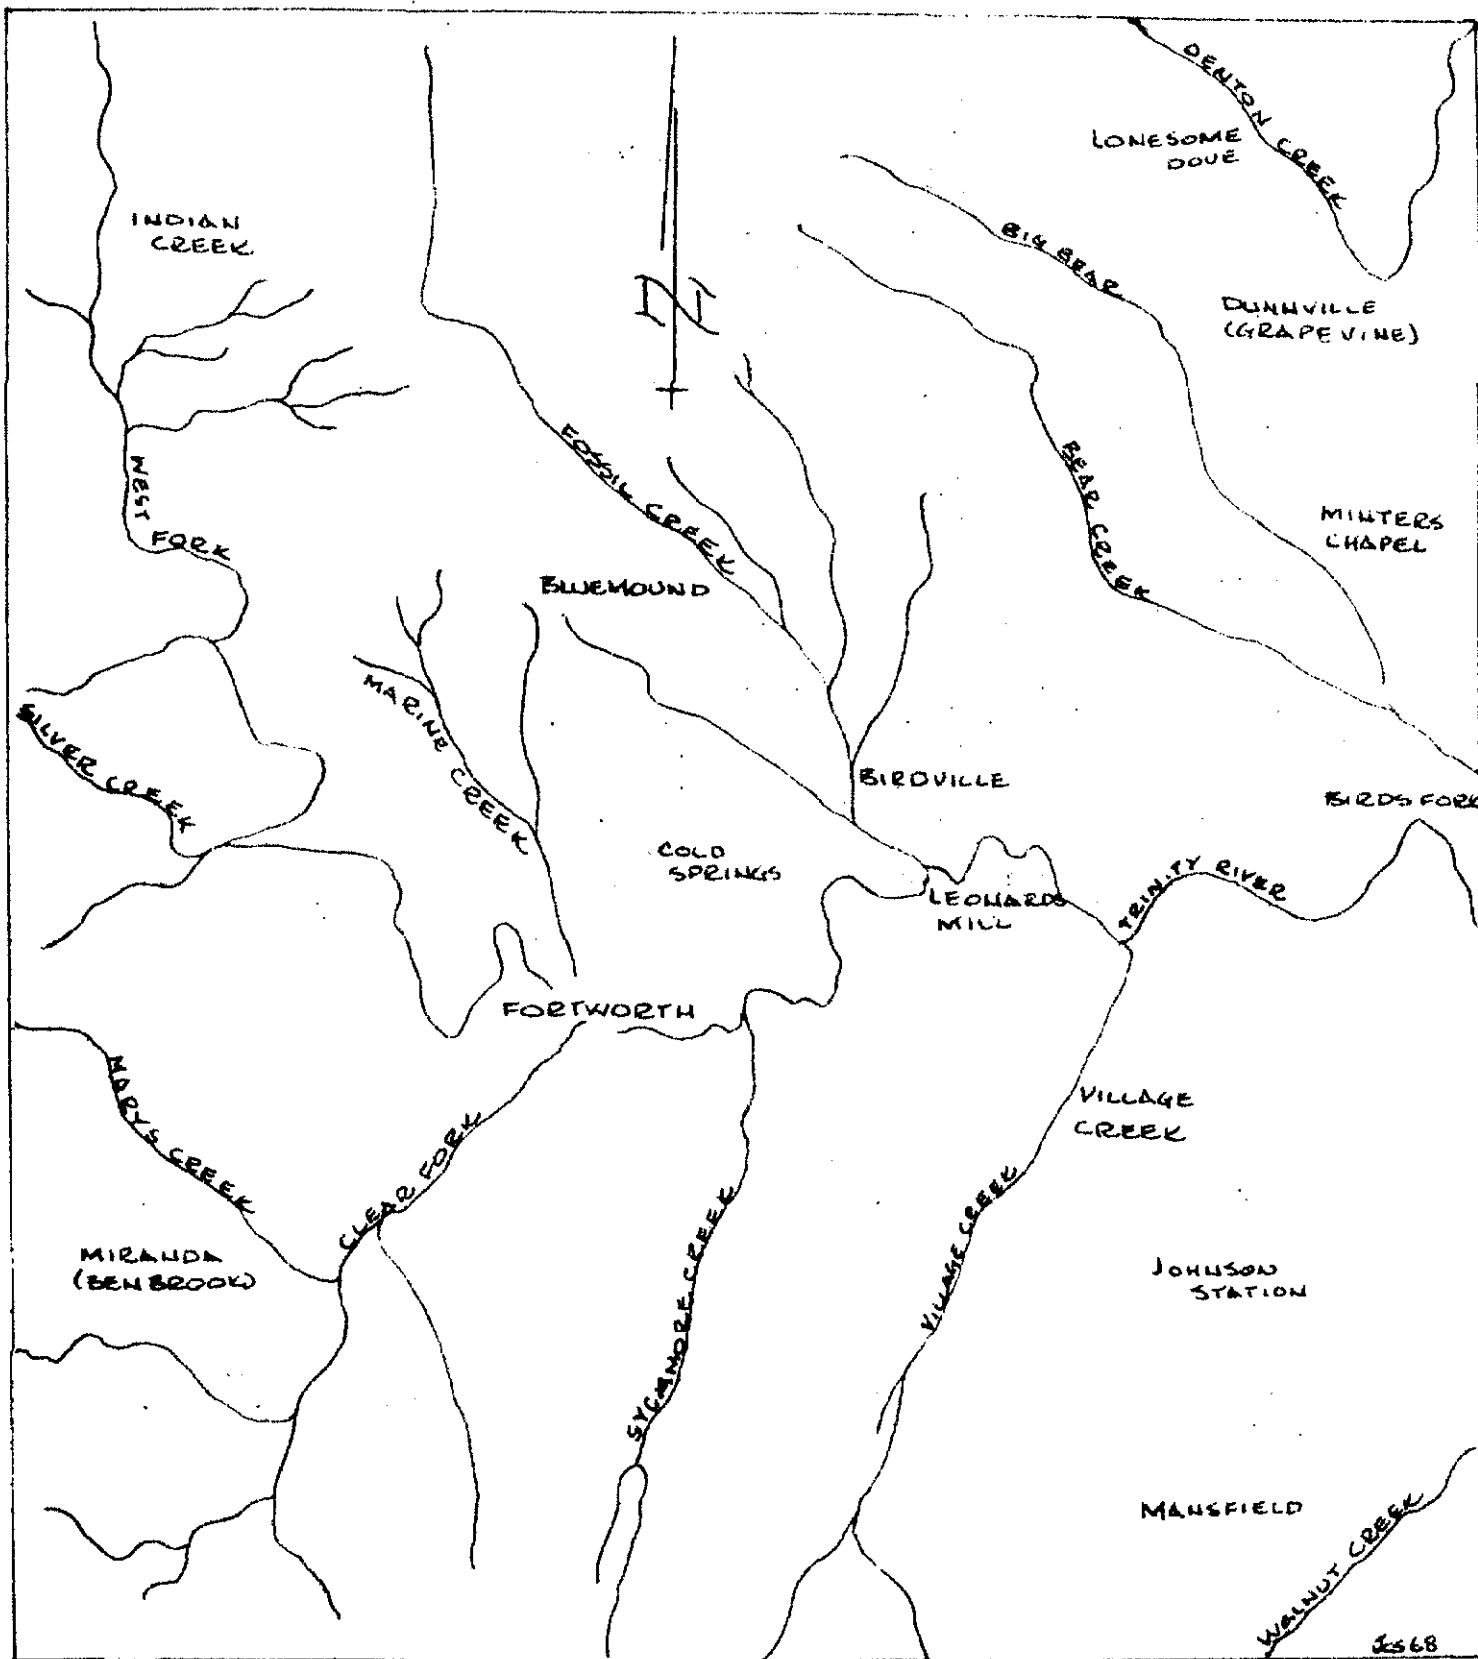 DENTON CREEK
LONESOME
DOVE
INDIAN
CREEK
BIG BEAR
N
DUNNVILLE
(GRAPEVINE)
FOSSIL CREEK
BEAR CREEK
WEST FORK
MINTERS
CHAPEL
BLUEMOUND
MARINE CREEK
SILVER CREEK
BIRDVILLE
BIRDS FORK
COLD
SPRINGS
LEONARDS
MILL
TRINITY RIVER
FORTWORTH
MARYS CREEK
CLEAR FORK
VILLAGE
CREEK
VILLAGE CREEK
SYCAMORE CREEK
MIRANDA
(BENBROOK)
JOHNSON
STATION
MANSFIELD
WALNUT CREEK